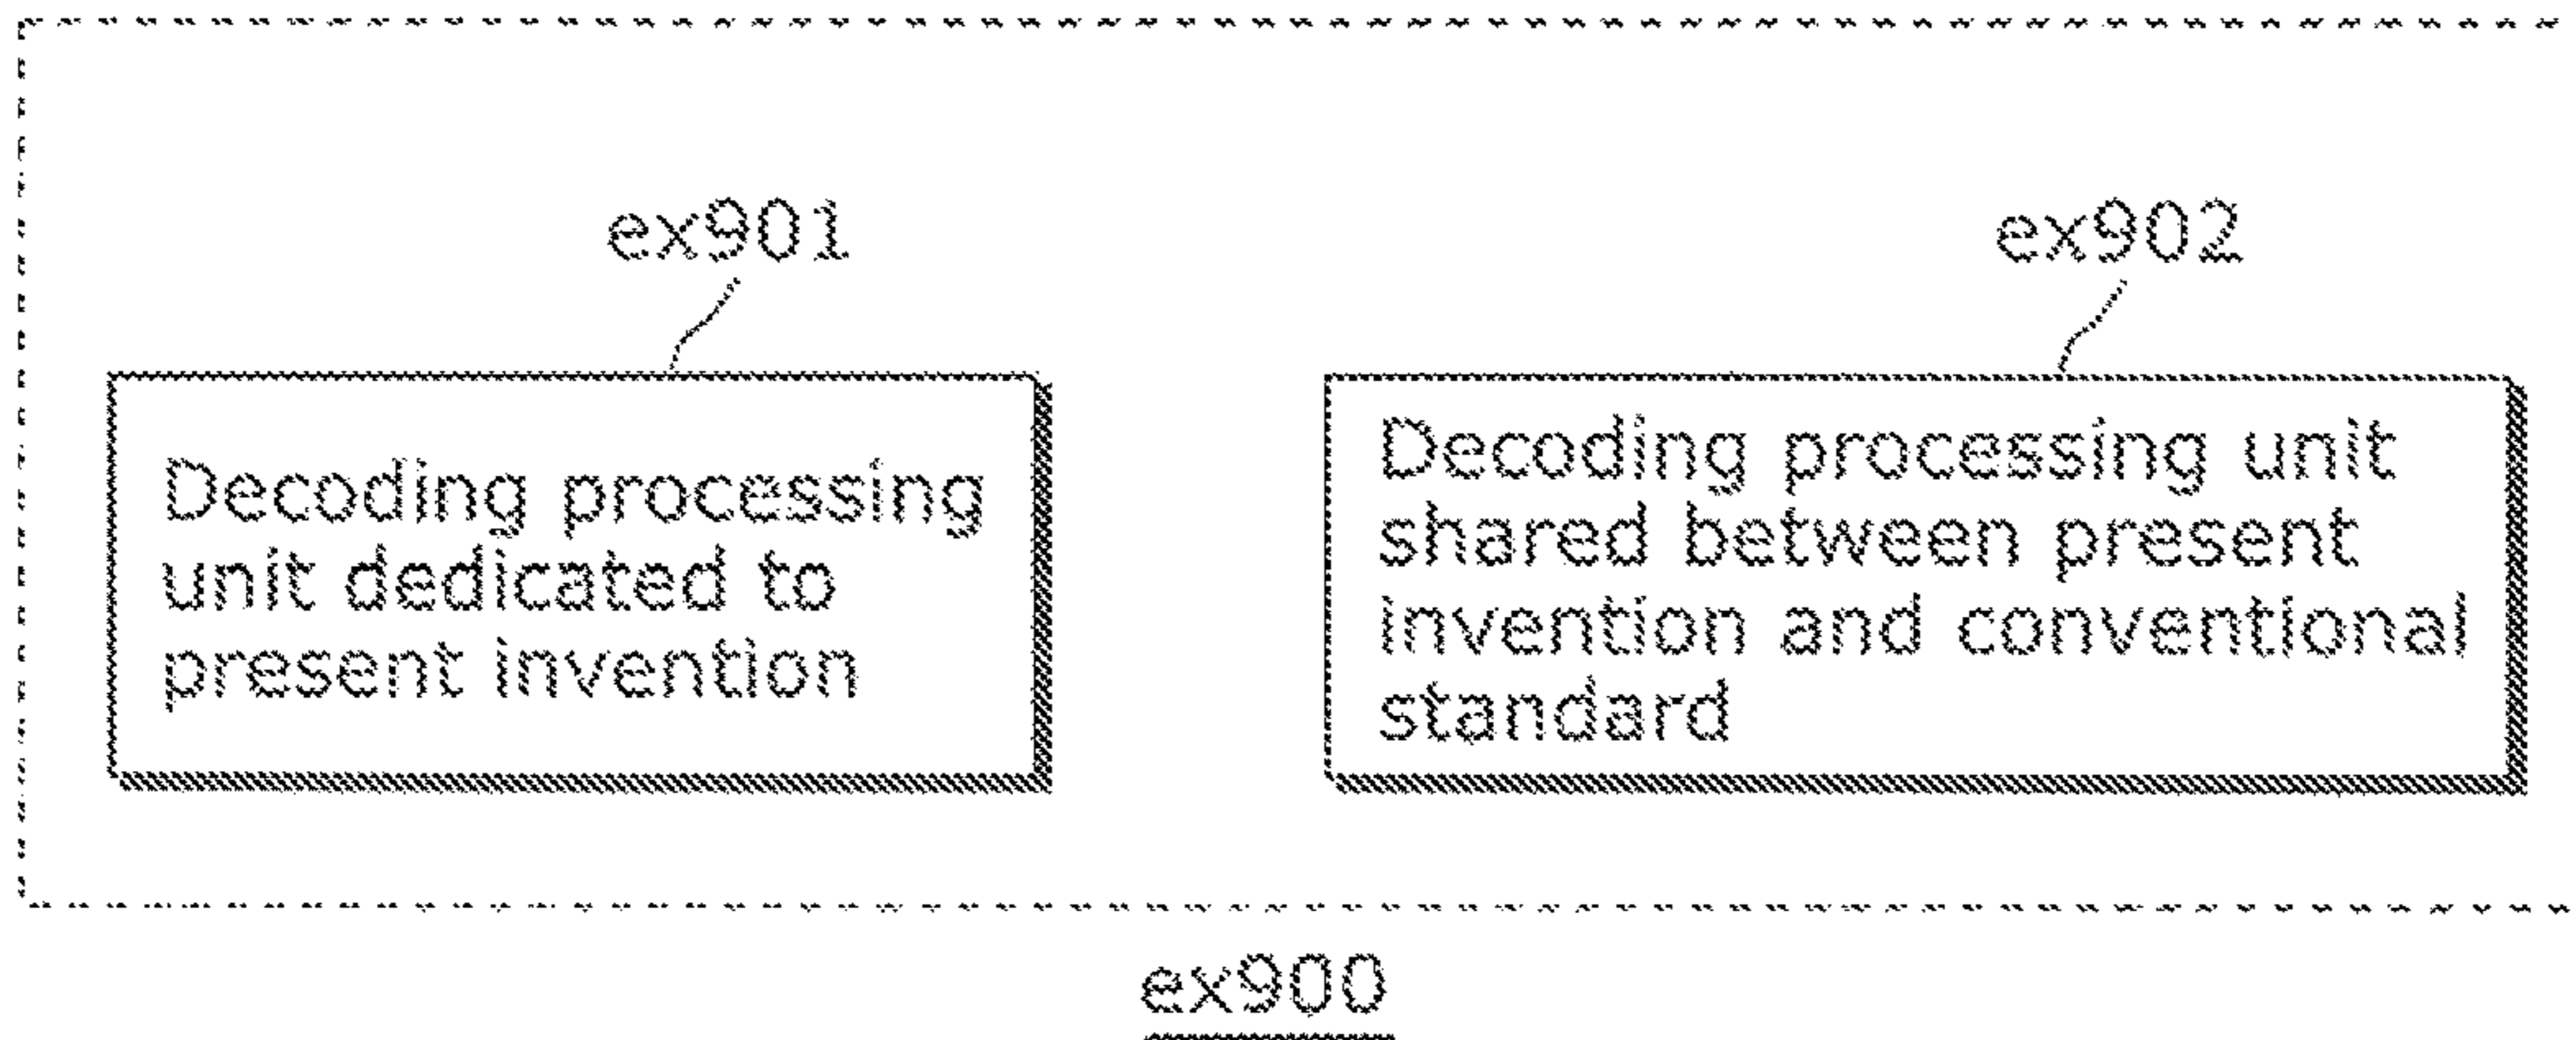 ex901
ex902
Decoding processing
unit dedicated to
present invention
Decoding processing unit
shared between present
invention and conventional
standard
ex900